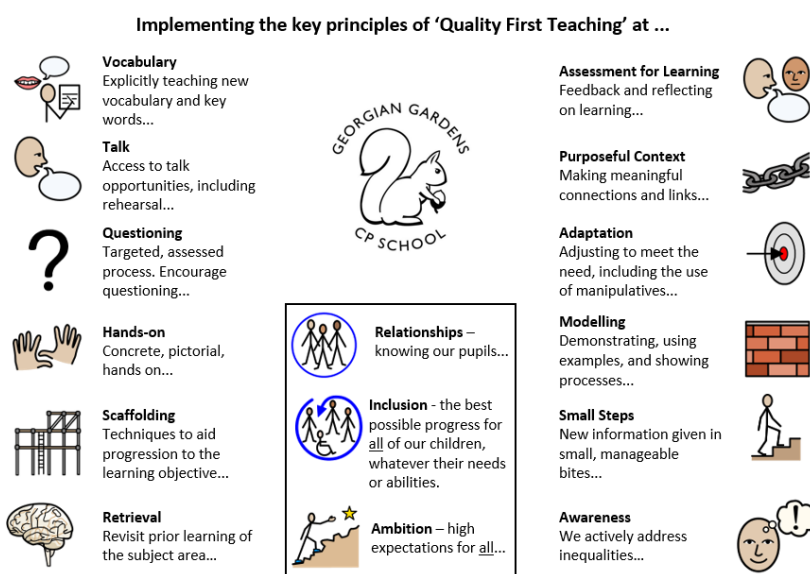 Implementing the key principles of ‘Quality First Teaching’ at ...
Vocabulary
Explicitly teaching new
vocabulary and key
words...
Talk
Access to talk
opportunities, including
rehearsal...
Questioning
Targeted, assessed
process. Encourage
questioning...
Hands-on
Concrete, pictorial,
hands on...
Scaffolding
Techniques to aid
progression to the
learning objective...
Retrieval
Revisit prior learning of
the subject area...
GEORGIAN GARDENS
CP SCHOOL
Relationships –
knowing our pupils...
Inclusion - the best
possible progress for
all of our children,
whatever their needs
or abilities.
Ambition – high
expectations for all...
Assessment for Learning
Feedback and reflecting
on learning...
Purposeful Context
Making meaningful
connections and links...
Adaptation
Adjusting to meet the
need, including the use
of manipulatives...
Modelling
Demonstrating, using
examples, and showing
processes...
Small Steps
New information given in
small, manageable
bites...
Awareness
We actively address
inequalities...